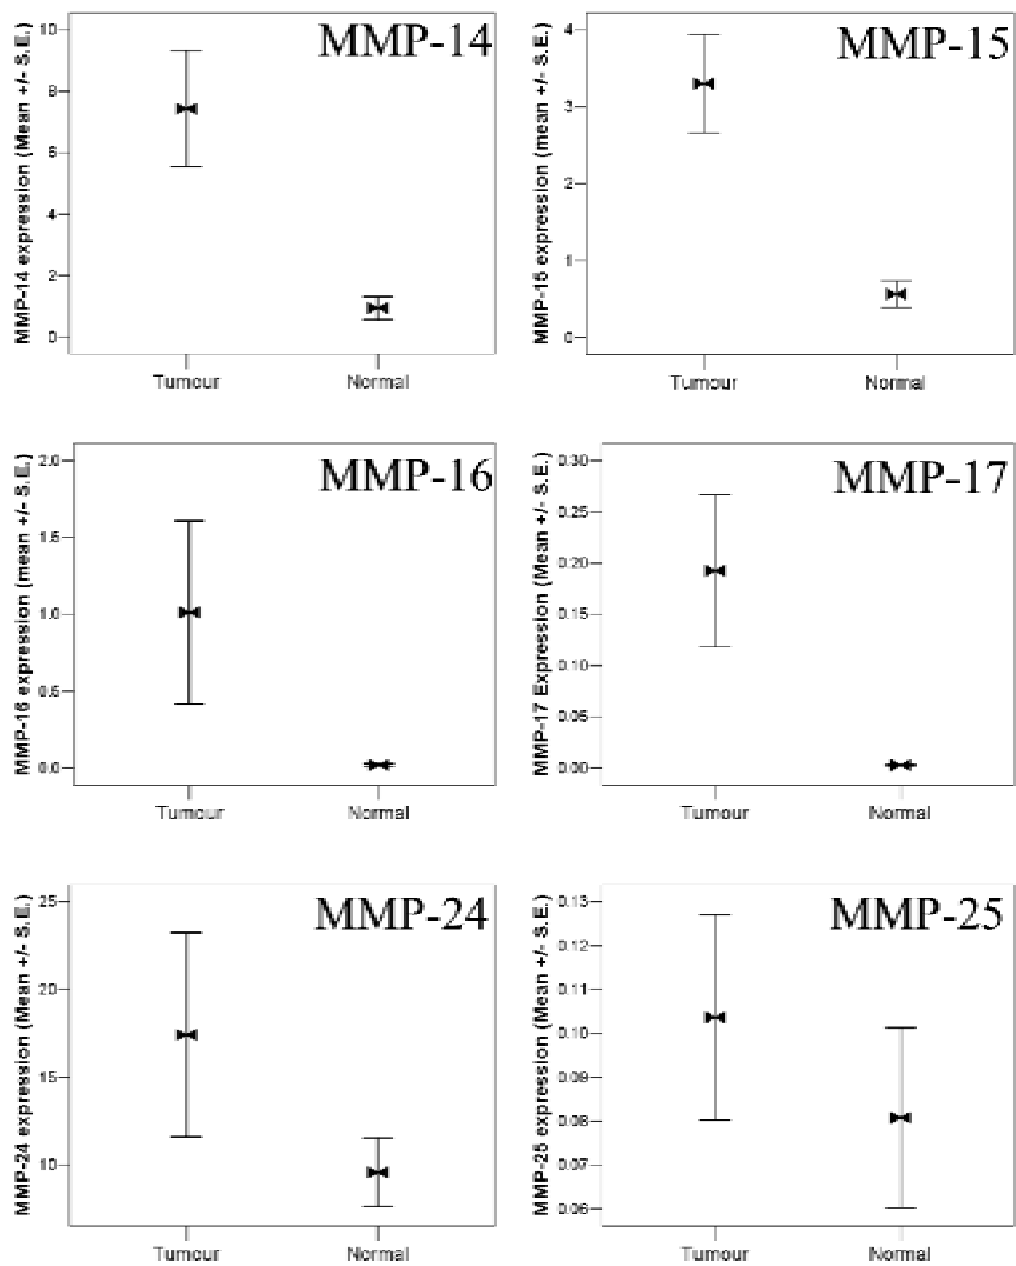 MMP-14
MMP-14 expression (Mean +/- S.E.)
10
8
6
4
2
0
Tumour
Normal
MMP-15
MMP-15 expression (mean +/- S.E.)
4
3
2
1
0
Tumour
Normal
MMP-16
MMP-16 expression (mean +/- S.E.)
2.0
1.5
1.0
0.5
0.0
Tumour
Normal
MMP-17
MMP-17 Expression (Mean +/- S.E.)
0.30
0.25
0.20
0.15
0.10
0.05
0.00
Tumour
Normal
MMP-24
MMP-24 expression (Mean +/- S.E.)
25
20
15
10
Tumour
Normal
MMP-25
MMP-25 expression (Mean +/- S.E.)
0.13
0.12
0.11
0.10
0.09
0.08
0.07
0.06
Tumour
Normal